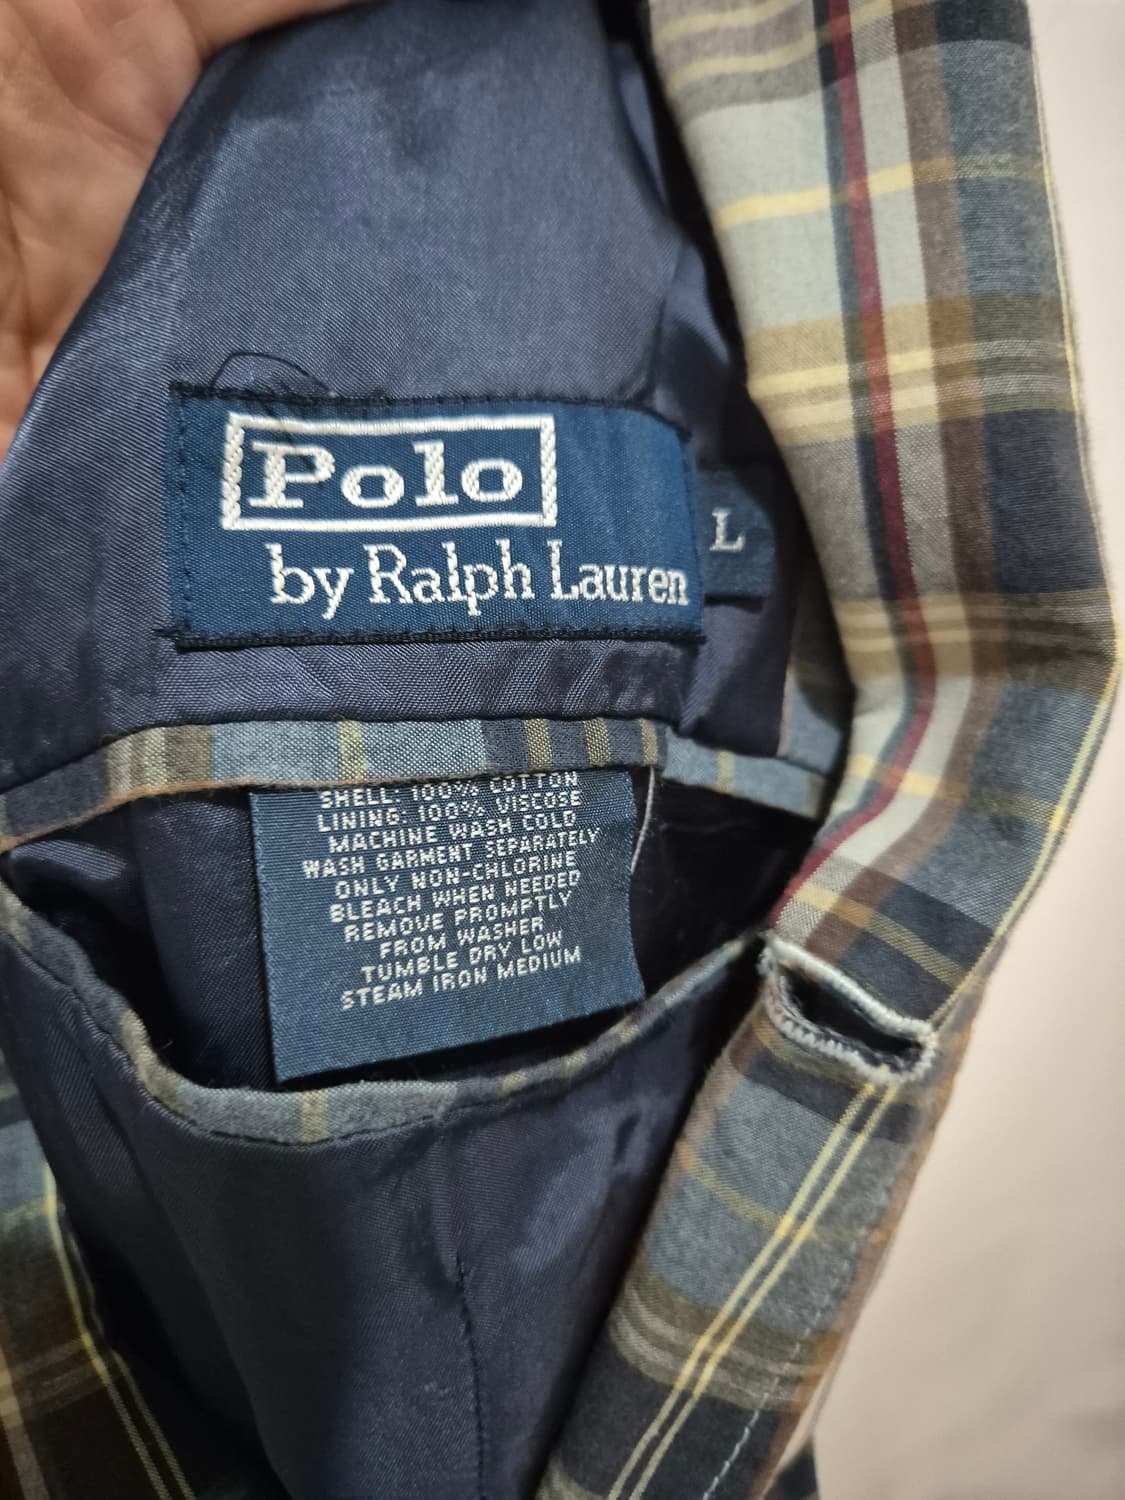 Polo
by Ralph Lauren
L
SHELL: 100% COTTON
LINING: 100% VISCOSE
MACHINE WASH COLD
WASH GARMENT SEPARATELY
ONLY NON-CHLORINE
BLEACH WHEN NEEDED
REMOVE PROMPTLY
FROM WASHER
TUMBLE DRY LOW
STEAM IRON MEDIUM